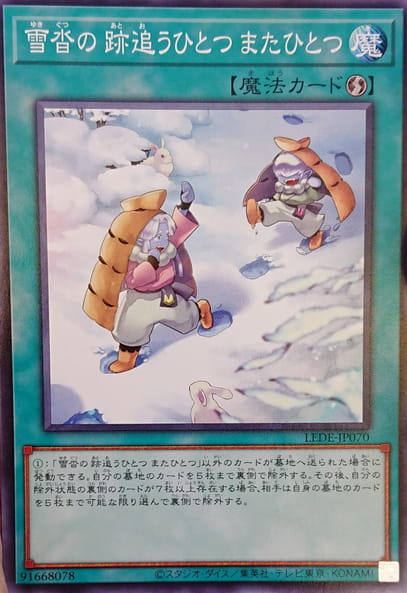 雪沓の 跡追うひとつ またひとつ 魔
【魔法カード】
LEDE-JP070
①:「雪沓の 跡追うひとつ またひとつ」以外のカードが墓地へ送られた場合に
発動できる。自分の墓地のカードを5枚まで裏側で除外する。その後、自分の
除外状態の裏側のカードが7枚以上存在する場合、相手は自身の墓地のカード
を5枚まで可能な限り選んで裏側で除外する。
91668078 ©スタジオ・ダイス/集英社・テレビ東京・KONAMI